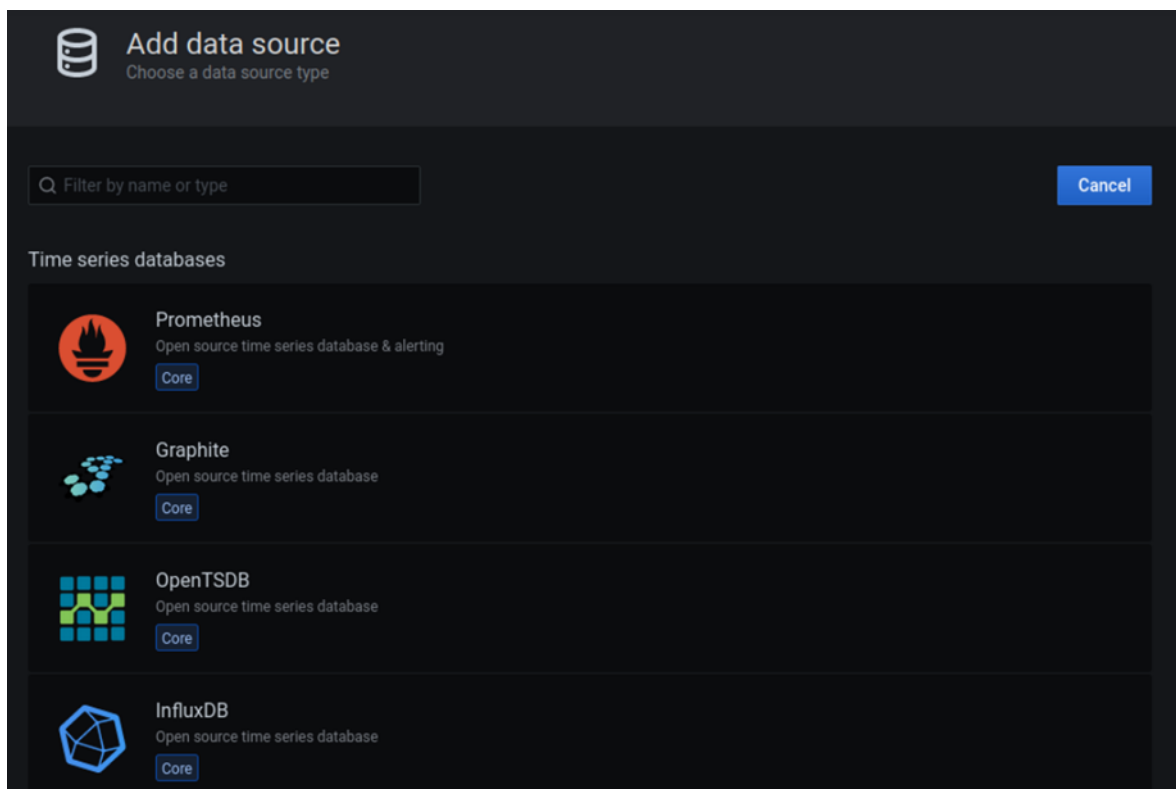 Add data source
Choose a data source type
Filter by name or type
Cancel
Time series databases
Prometheus
Open source time series database & alerting
Core
Graphite
Open source time series database
Core
OpenTSDB
Open source time series database
Core
InfluxDB
Open source time series database
Core